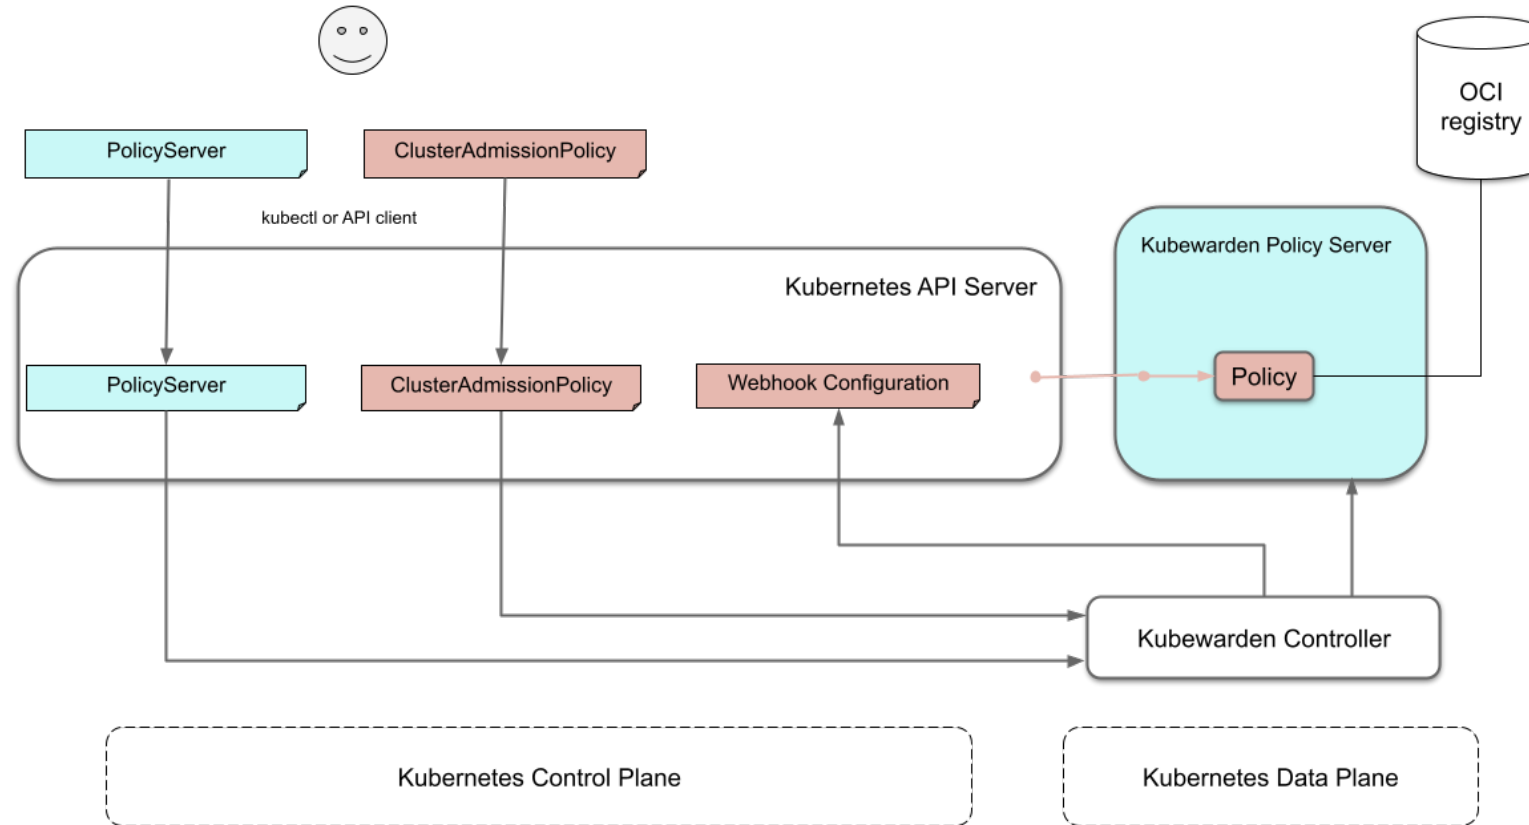 OCI
registry
PolicyServer
ClusterAdmissionPolicy
kubectl or API client
Kubewarden Policy Server
Kubernetes API Server
PolicyServer
ClusterAdmissionPolicy
Webhook Configuration
Policy
Kubewarden Controller
Kubernetes Control Plane
Kubernetes Data Plane